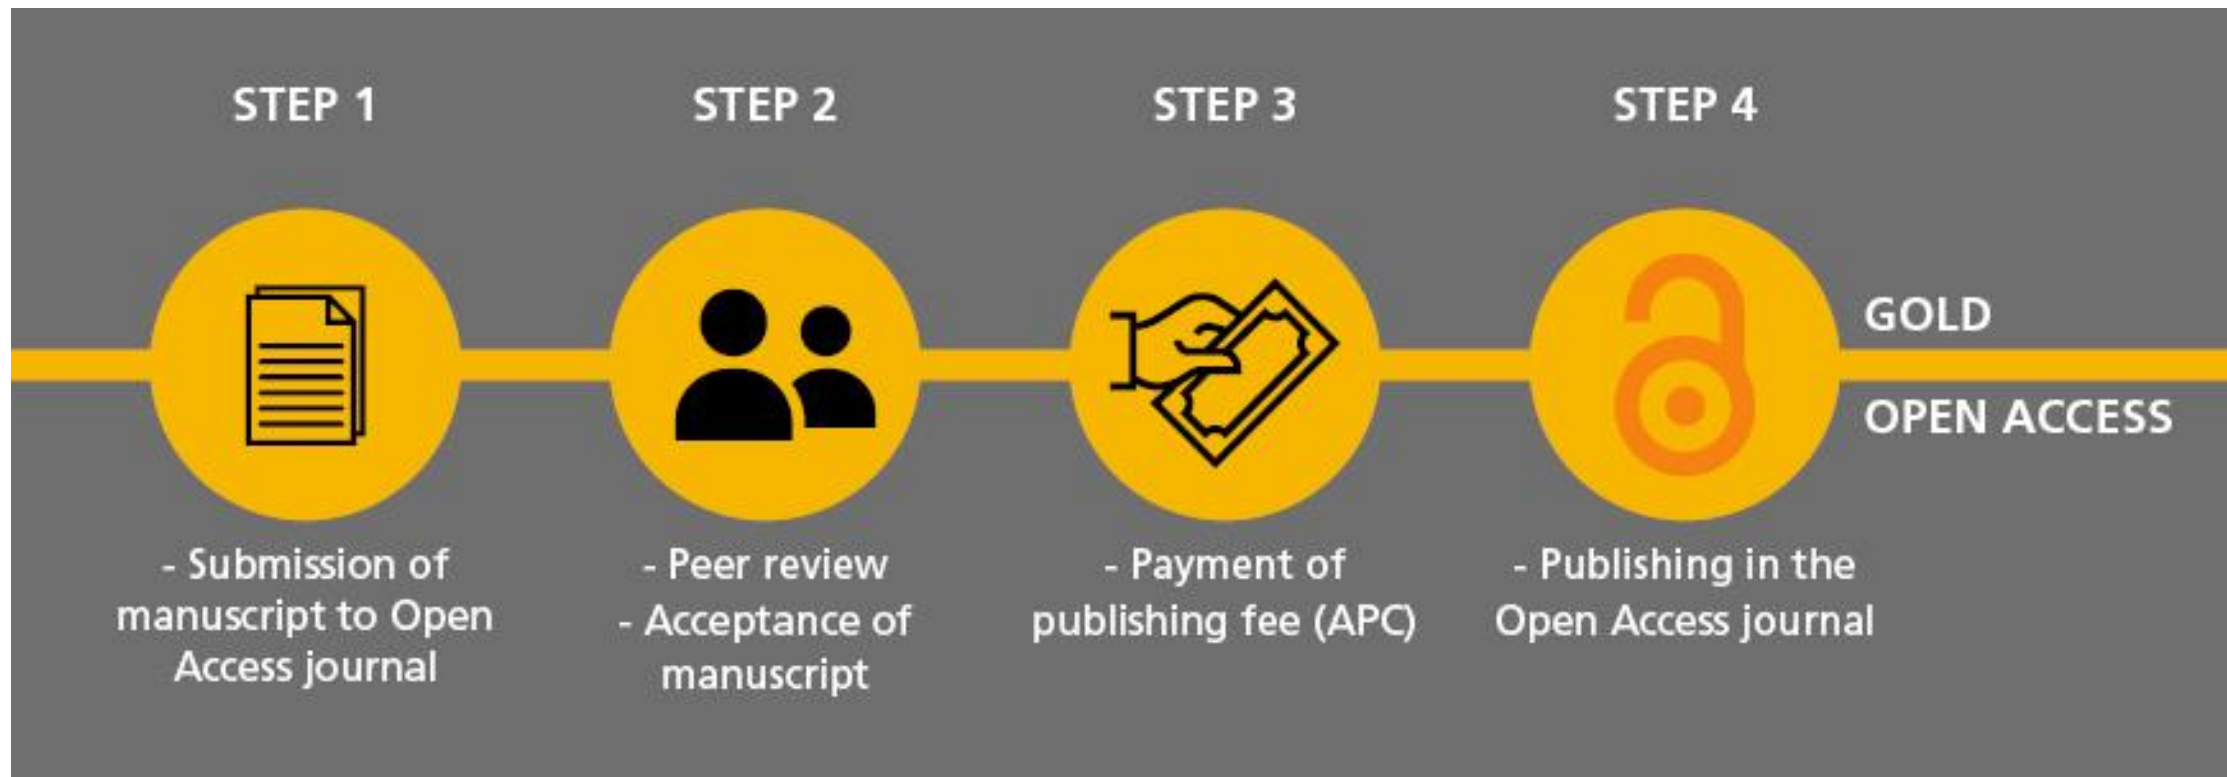 STEP 1
- Submission of
manuscript to Open
Access journal
STEP 2
- Peer review
- Acceptance of
manuscript
STEP 3
- Payment of
publishing fee (APC)
STEP 4
- Publishing in the
Open Access journal
GOLD
OPEN ACCESS